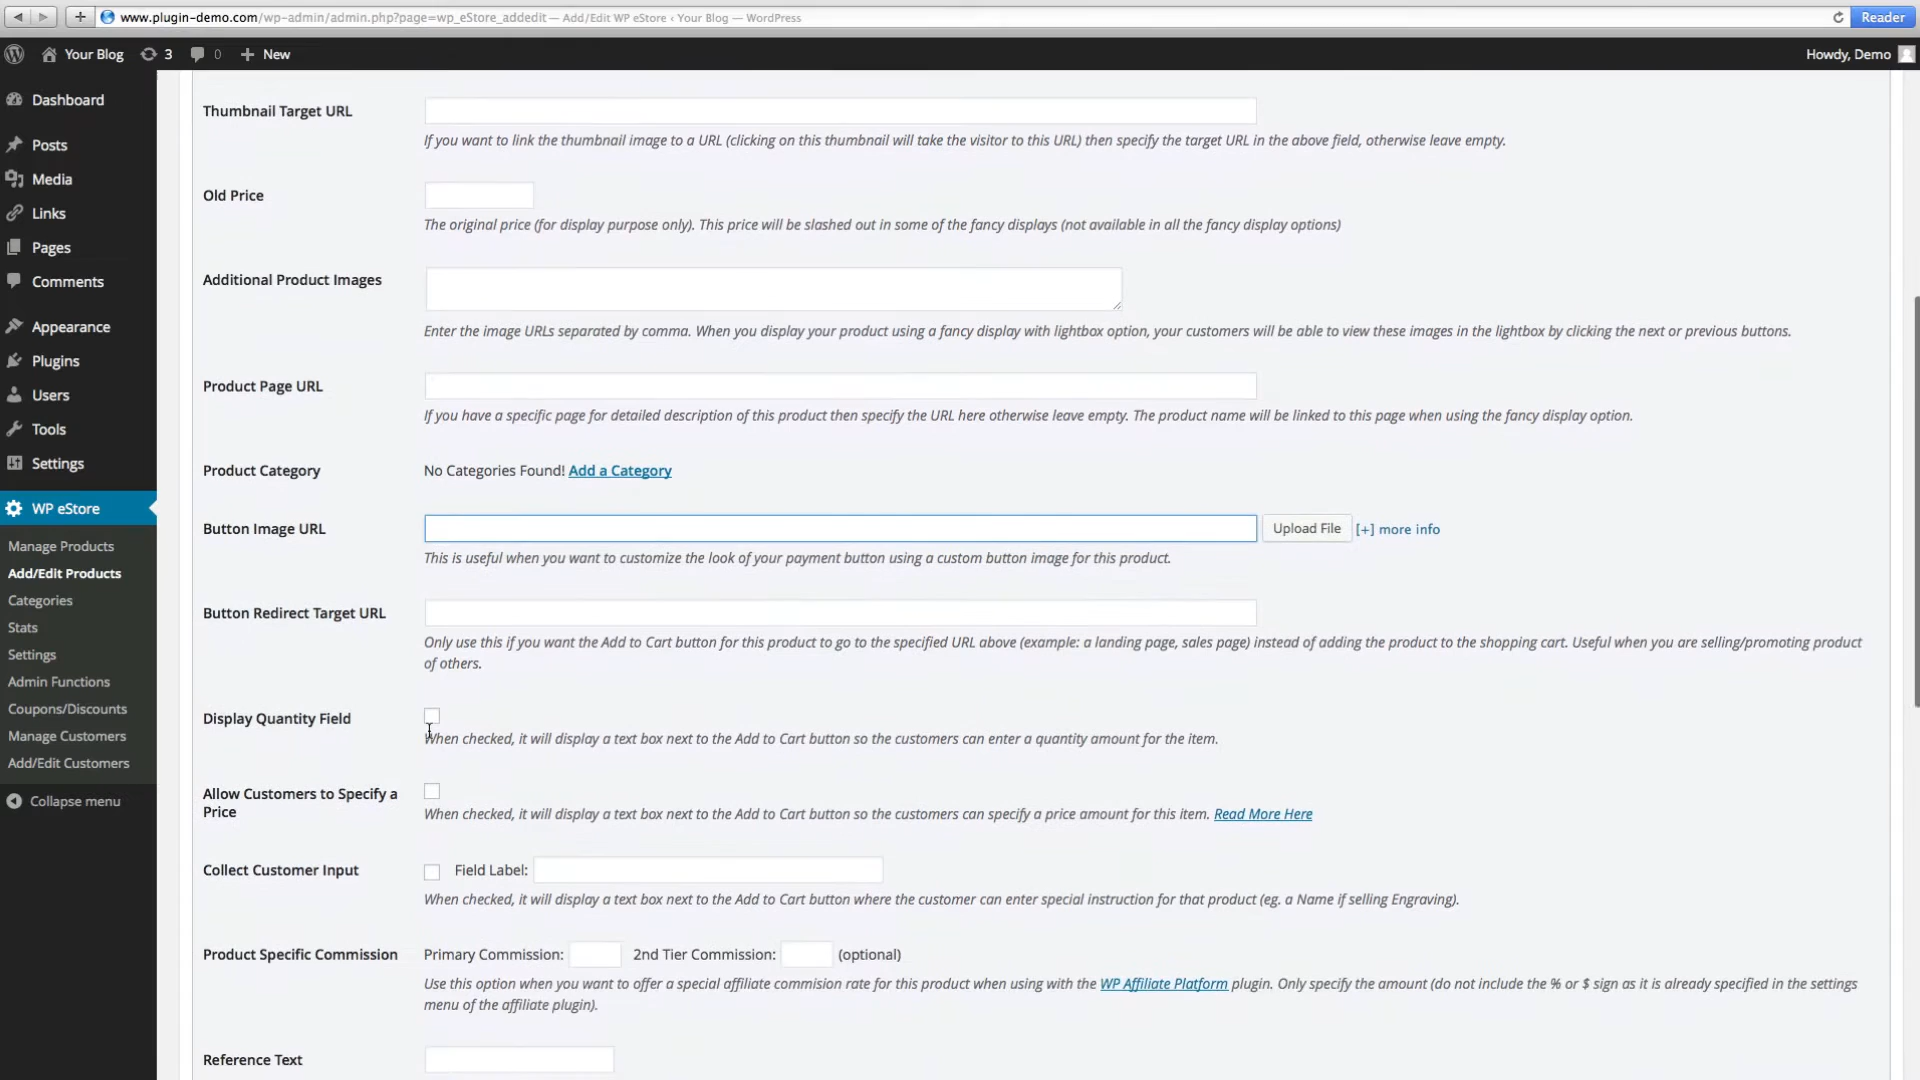 www.plugin-demo.com/wp-admin/admin.php?page=wp_eStore_addedit — Add/Edit WP eStore ‹ Your Blog — WordPress
Reader
Your Blog 3 0 + New
Howdy, Demo
Dashboard
Posts
Media
Links
Pages
Comments
Appearance
Plugins
Users
Tools
Settings
WP eStore
Manage Products
Add/Edit Products
Categories
Stats
Settings
Admin Functions
Coupons/Discounts
Manage Customers
Add/Edit Customers
Collapse menu
Thumbnail Target URL
If you want to link the thumbnail image to a URL (clicking on this thumbnail will take the visitor to this URL) then specify the target URL in the above field, otherwise leave empty.
Old Price
The original price (for display purpose only). This price will be slashed out in some of the fancy displays (not available in all the fancy display options)
Additional Product Images
Enter the image URLs separated by comma. When you display your product using a fancy display with lightbox option, your customers will be able to view these images in the lightbox by clicking the next or previous buttons.
Product Page URL
If you have a specific page for detailed description of this product then specify the URL here otherwise leave empty. The product name will be linked to this page when using the fancy display option.
Product Category
No Categories Found! Add a Category
Button Image URL
Upload File [+] more info
This is useful when you want to customize the look of your payment button using a custom button image for this product.
Button Redirect Target URL
Only use this if you want the Add to Cart button for this product to go to the specified URL above (example: a landing page, sales page) instead of adding the product to the shopping cart. Useful when you are selling/promoting product
of others.
Display Quantity Field
When checked, it will display a text box next to the Add to Cart button so the customers can enter a quantity amount for the item.
Allow Customers to Specify a
Price
When checked, it will display a text box next to the Add to Cart button so the customers can specify a price amount for this item. Read More Here
Collect Customer Input
Field Label:
When checked, it will display a text box next to the Add to Cart button where the customer can enter special instruction for that product (eg. a Name if selling Engraving).
Product Specific Commission
Primary Commission: 2nd Tier Commission: (optional)
Use this option when you want to offer a special affiliate commision rate for this product when using with the WP Affiliate Platform plugin. Only specify the amount (do not include the % or $ sign as it is already specified in the settings
menu of the affiliate plugin).
Reference Text